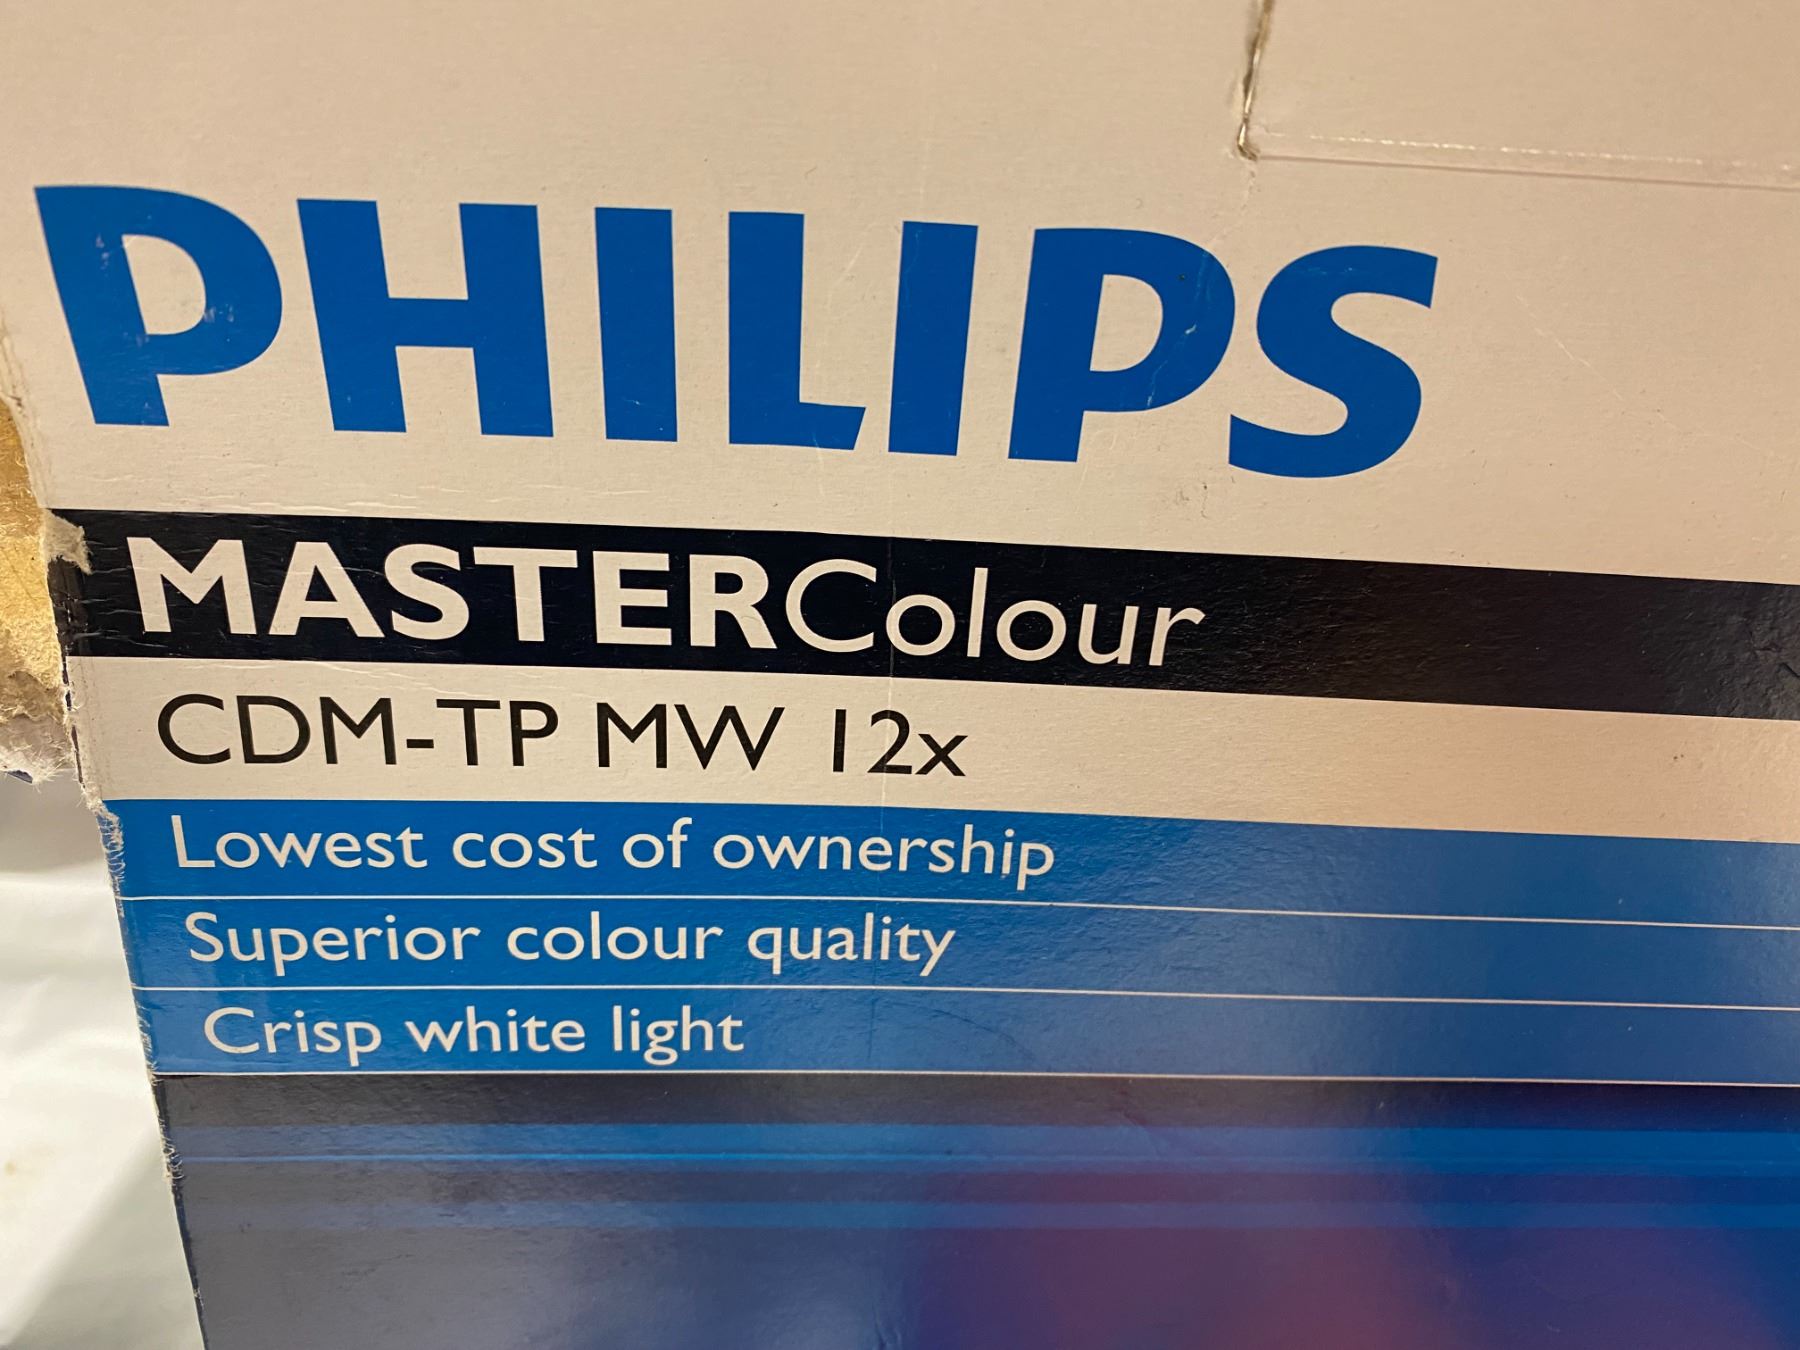 PHILIPS
MASTERColour
CDM-TP MW 12x
Lowest cost of ownership
Superior colour quality
Crisp white light